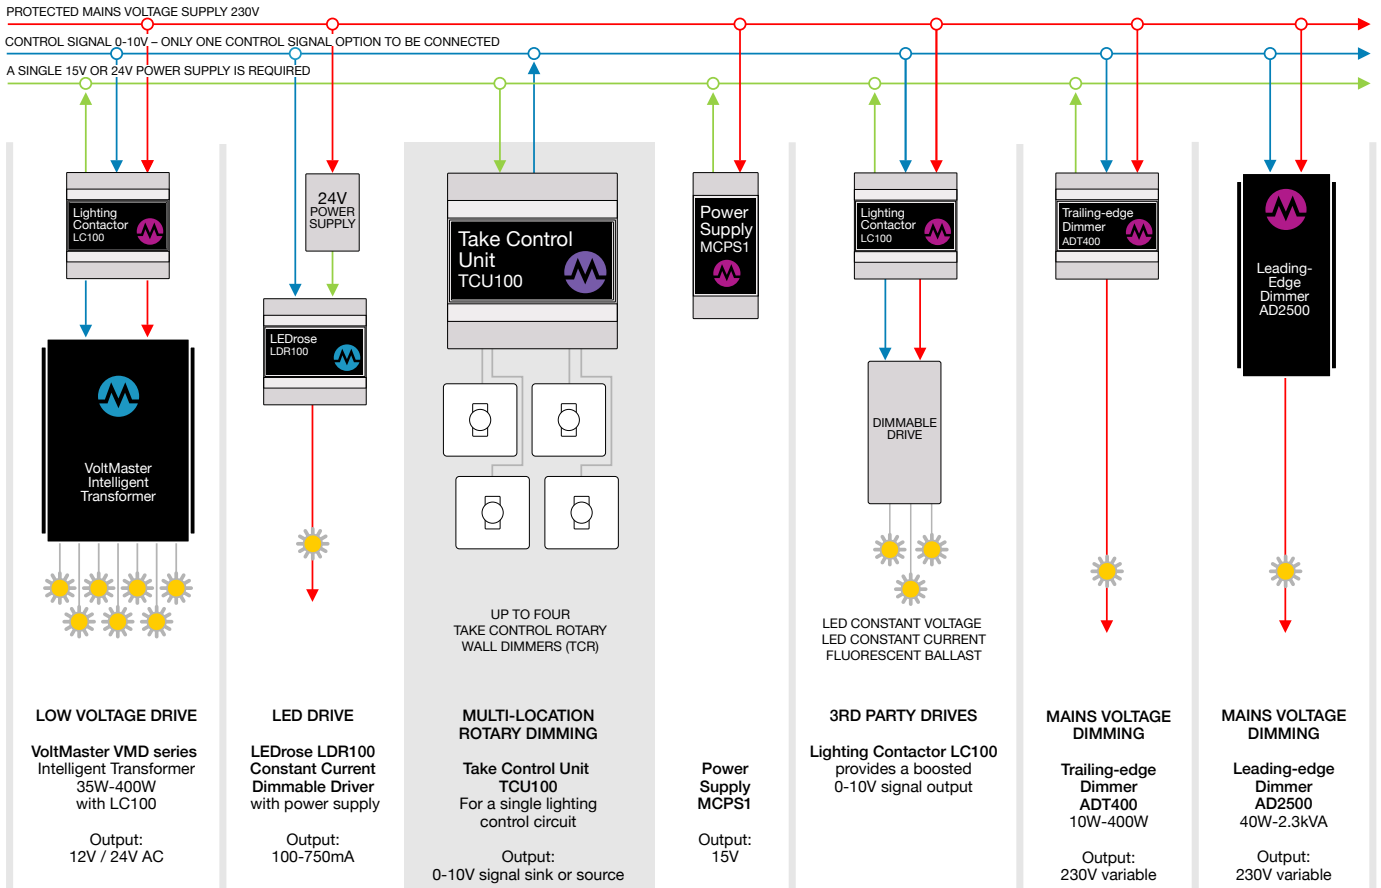 PROTECTED MAINS VOLTAGE SUPPLY 230V
CONTROL SIGNAL 0-10V – ONLY ONE CONTROL SIGNAL OPTION TO BE CONNECTED
A SINGLE 15V OR 24V POWER SUPPLY IS REQUIRED
Lighting
Contactor
LC100
VoltMaster
Intelligent
Transformer
24V
POWER
SUPPLY
LEDrose
LDR100
Take Control
Unit
TCU100
UP TO FOUR
TAKE CONTROL ROTARY
WALL DIMMERS (TCR)
Power
Supply
MCPS1
Lighting
Contactor
LC100
DIMMABLE
DRIVE
LED CONSTANT VOLTAGE
LED CONSTANT CURRENT
FLUORESCENT BALLAST
Trailing-edge
Dimmer
ADT400
Leading-
Edge
Dimmer
AD2500
LOW VOLTAGE DRIVE
VoltMaster VMD series
Intelligent Transformer
35W-400W
with LC100
Output:
12V / 24V AC
LED DRIVE
LEDrose LDR100
Constant Current
Dimmable Driver
with power supply
Output:
100-750mA
MULTI-LOCATION
ROTARY DIMMING
Take Control Unit
TCU100
For a single lighting
control circuit
Output:
0-10V signal sink or source
Power
Supply
MCPS1
Output:
15V
3RD PARTY DRIVES
Lighting Contactor LC100
provides a boosted
0-10V signal output
MAINS VOLTAGE
DIMMING
Trailing-edge
Dimmer
ADT400
10W-400W
Output:
230V variable
MAINS VOLTAGE
DIMMING
Leading-edge
Dimmer
AD2500
40W-2.3kVA
Output:
230V variable